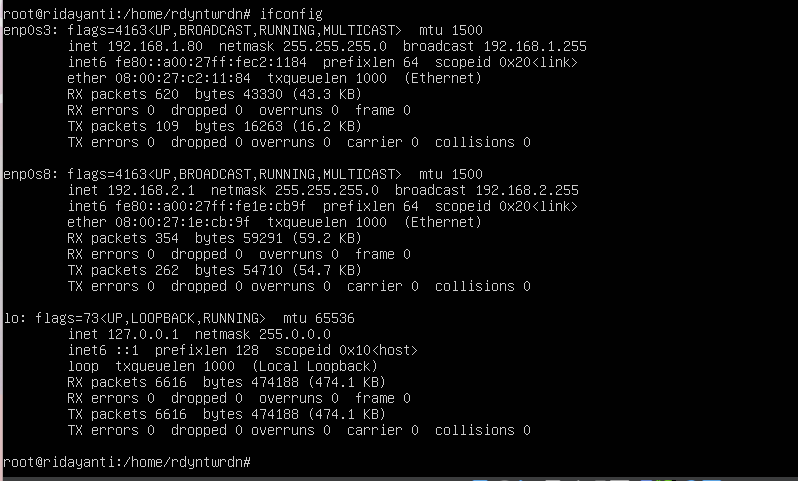 root@ridayanti:/home/rdyntwrdn# ifconfig
enp0s3: flags=4163<UP,BROADCAST,RUNNING,MULTICAST>  mtu 1500
        inet 192.168.1.80  netmask 255.255.255.0  broadcast 192.168.1.255
        inet6 fe80::a00:27ff:fec2:1184  prefixlen 64  scopeid 0x20<link>
        ether 08:00:27:c2:11:84  txqueuelen 1000  (Ethernet)
        RX packets 620  bytes 43330 (43.3 KB)
        RX errors 0  dropped 0  overruns 0  frame 0
        TX packets 109  bytes 16263 (16.2 KB)
        TX errors 0  dropped 0 overruns 0  carrier 0  collisions 0

enp0s8: flags=4163<UP,BROADCAST,RUNNING,MULTICAST>  mtu 1500
        inet 192.168.2.1  netmask 255.255.255.0  broadcast 192.168.2.255
        inet6 fe80::a00:27ff:fe1e:cb9f  prefixlen 64  scopeid 0x20<link>
        ether 08:00:27:1e:cb:9f  txqueuelen 1000  (Ethernet)
        RX packets 354  bytes 59291 (59.2 KB)
        RX errors 0  dropped 0  overruns 0  frame 0
        TX packets 262  bytes 54710 (54.7 KB)
        TX errors 0  dropped 0 overruns 0  carrier 0  collisions 0

lo: flags=73<UP,LOOPBACK,RUNNING>  mtu 65536
        inet 127.0.0.1  netmask 255.0.0.0
        inet6 ::1  prefixlen 128  scopeid 0x10<host>
        loop  txqueuelen 1000  (Local Loopback)
        RX packets 6616  bytes 474188 (474.1 KB)
        RX errors 0  dropped 0  overruns 0  frame 0
        TX packets 6616  bytes 474188 (474.1 KB)
        TX errors 0  dropped 0 overruns 0  carrier 0  collisions 0

root@ridayanti:/home/rdyntwrdn#